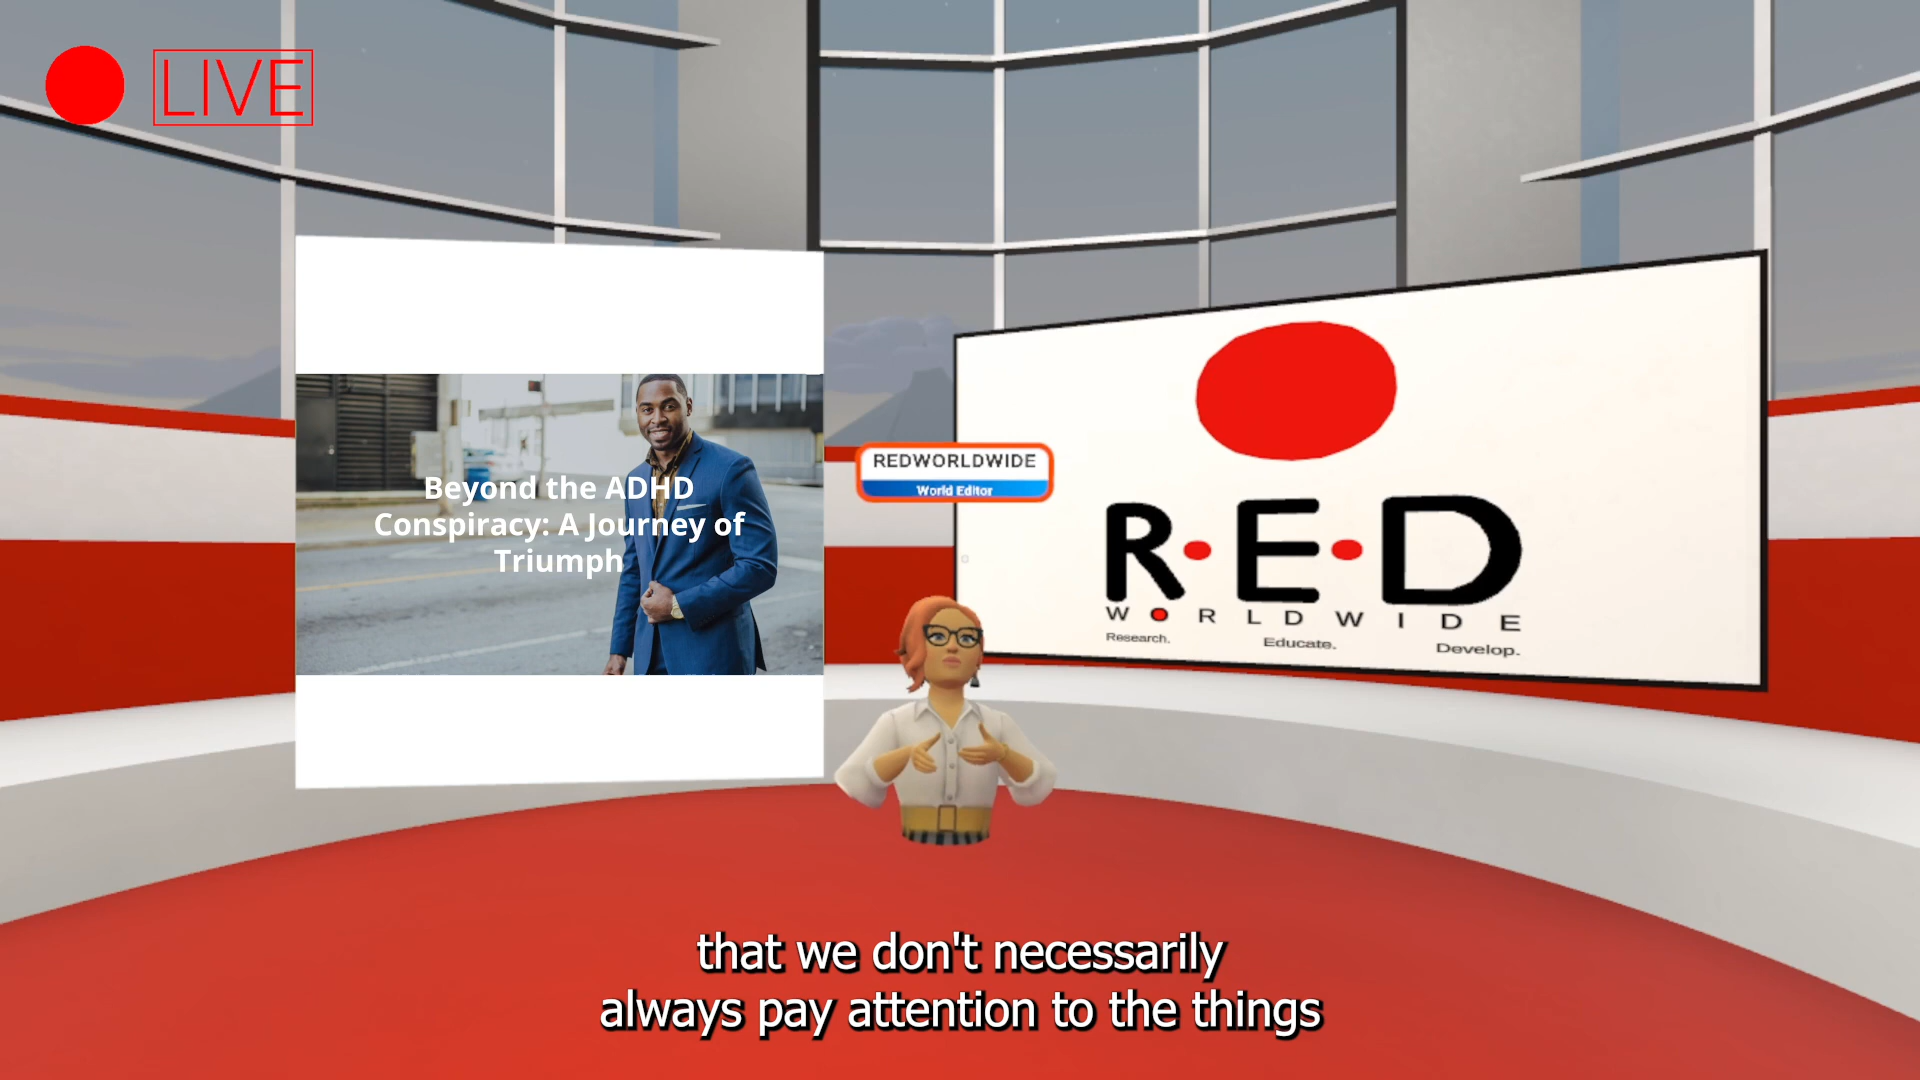 LIVE
Beyond the ADHD
Conspiracy: A Journey of
Triumph
REDWORLDWIDE
World Editor
R•E•D
WORLDWIDE
Research. Educate. Develop.
that we don't necessarily
always pay attention to the things